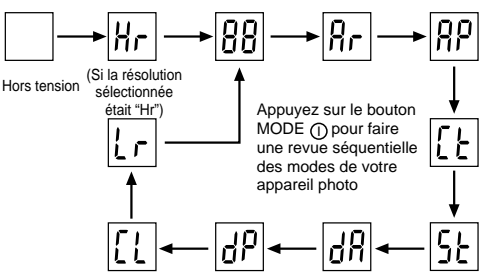 Hr
88
Ar
AP
Hors tension
(Si la résolution
sélectionnée
était “Hr”)
Lr
Appuyez sur le bouton
MODE pour faire
une revue séquentielle
des modes de votre
appareil photo
Ct
CL
dP
dA
St